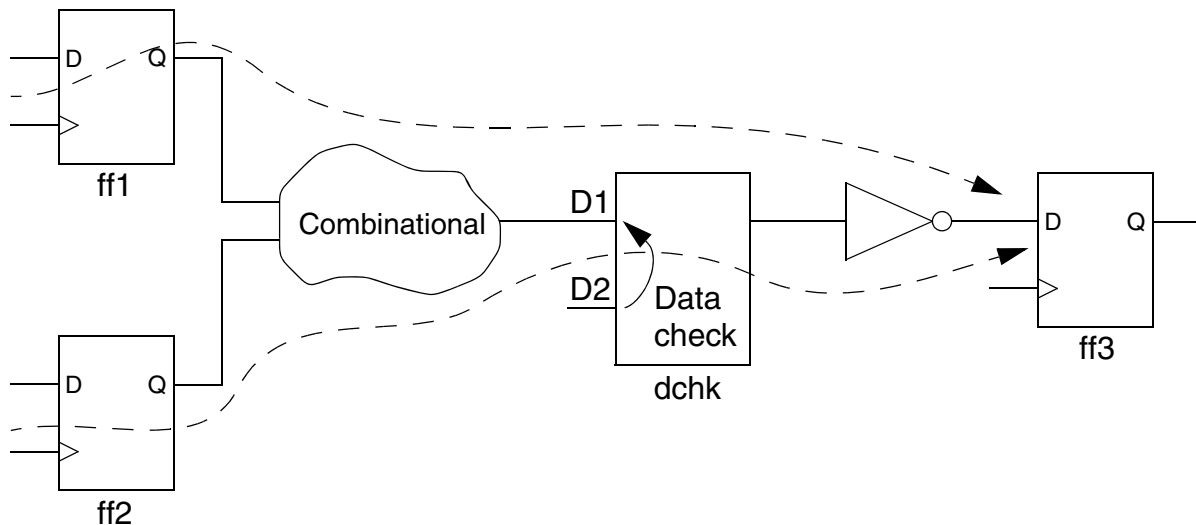 D Q
ff1
Combinational
D1
D2
Data
check
dchk
D Q
ff3
D Q
ff2